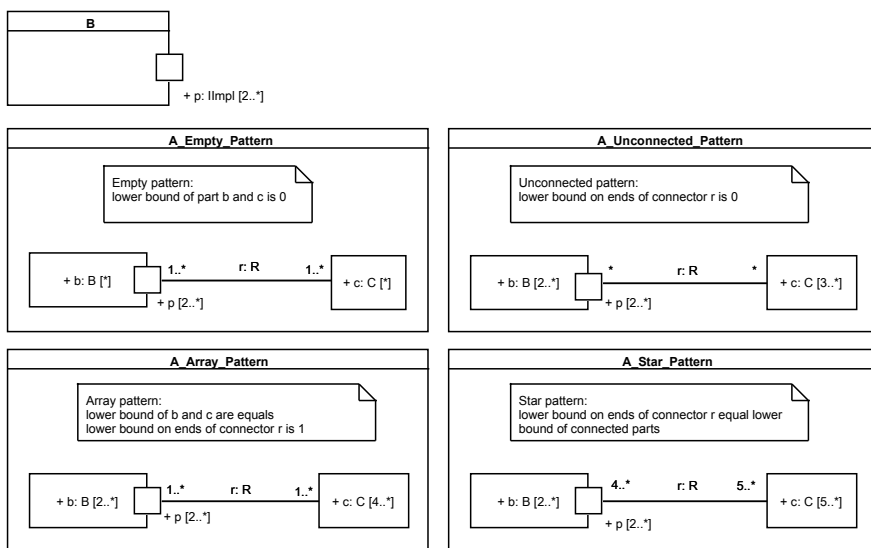 B
+ p: IImpl [2..*]
A_Empty_Pattern
Empty pattern:
lower bound of part b and c is 0
+ b: B [*]
1..*
r: R
1..*
+ c: C [*]
+ p [2..*]
A_Unconnected_Pattern
Unconnected pattern:
lower bound on ends of connector r is 0
+ b: B [2..*]
*
r: R
*
+ c: C [3..*]
+ p [2..*]
A_Array_Pattern
Array pattern:
lower bound of b and c are equals
lower bound on ends of connector r is 1
+ b: B [2..*]
1..*
r: R
1..*
+ c: C [4..*]
+ p [2..*]
A_Star_Pattern
Star pattern:
lower bound on ends of connector r equal lower
bound of connected parts
+ b: B [2..*]
4..*
r: R
5..*
+ c: C [5..*]
+ p [2..*]